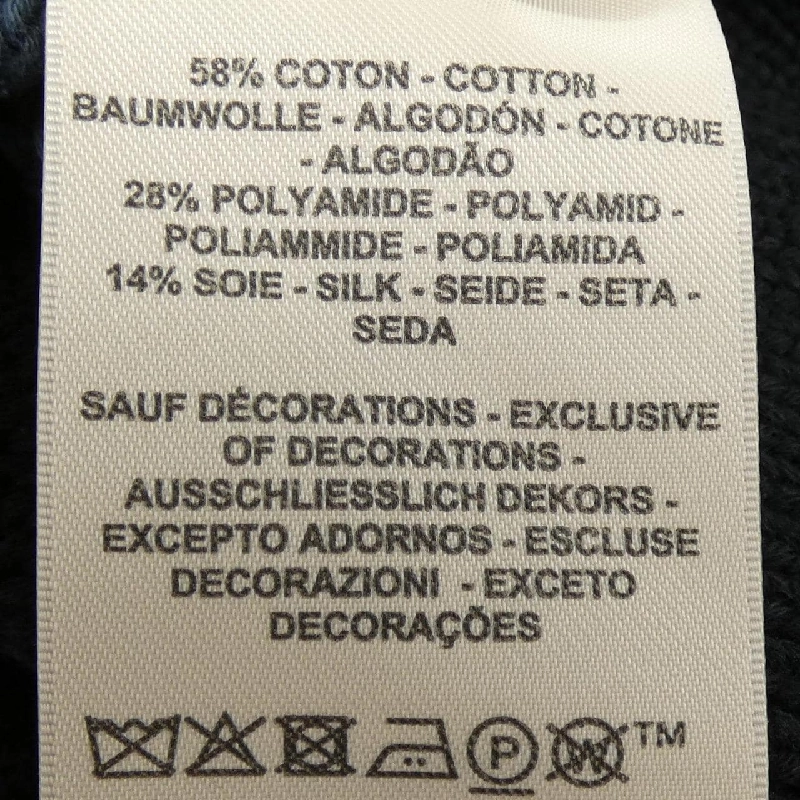 58% COTON - COTTON -
BAUMWOLLE - ALGODÓN - COTONE
- ALGODÃO
28% POLYAMIDE - POLYAMID -
POLIAMMIDE - POLIAMIDA
14% SOIE - SILK - SEIDE - SETA -
SEDA
SAUF DÉCORATIONS - EXCLUSIVE
OF DECORATIONS -
AUSSCHLIESSLICH DEKORS -
EXCEPTO ADORNOS - ESCLUSE
DECORAZIONI - EXCETO
DECORAÇÕES
P W TM